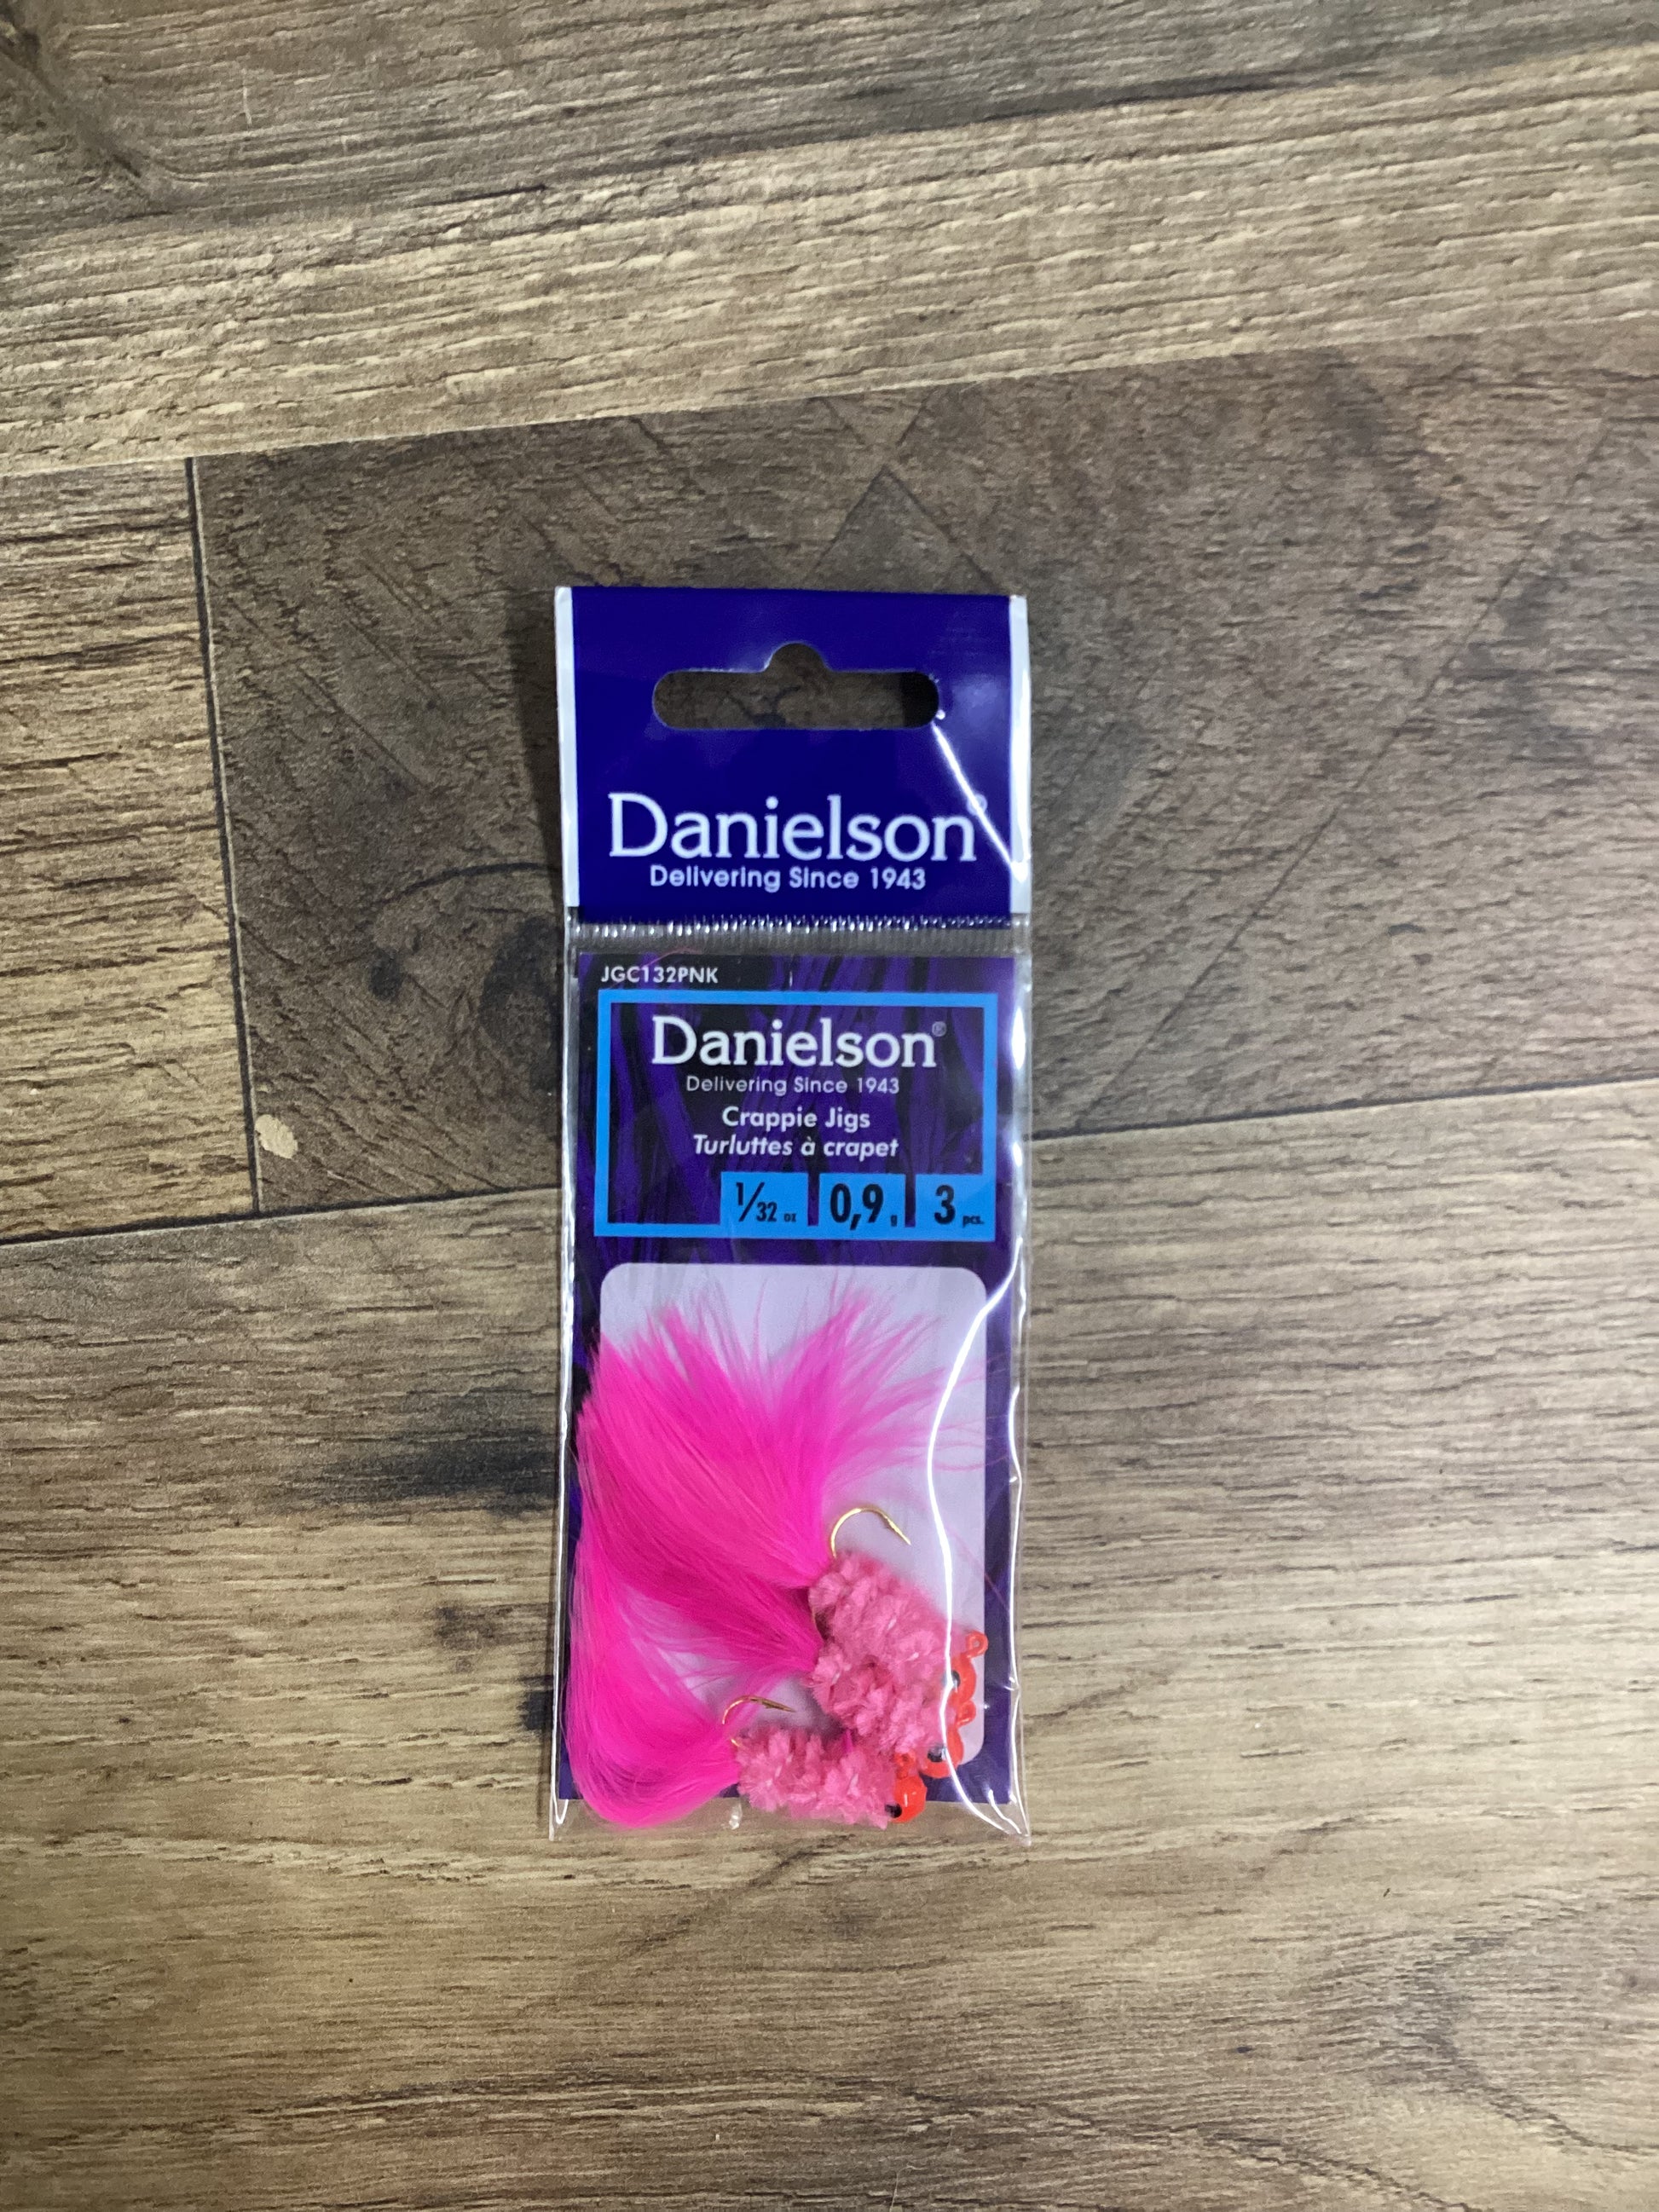 Danielson®
Delivering Since 1943
JGC132PNK
Danielson®
Delivering Since 1943
Crappie Jigs
Turluttes à crapet
1/32 oz 0,9 g 3 pcs.